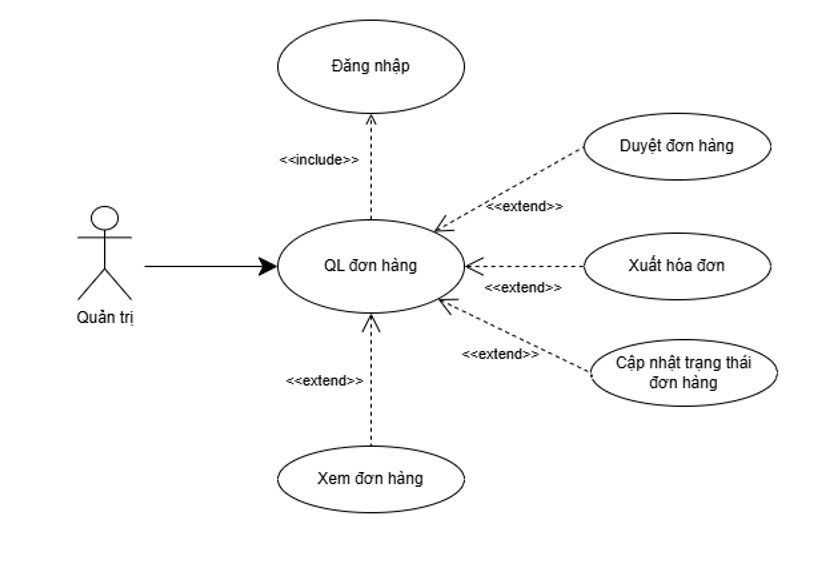 Đăng nhập
<<include>>
Duyệt đơn hàng
<<extend>>
Quản trị
QL đơn hàng
Xuất hóa đơn
<<extend>>
<<extend>>
Cập nhật trạng thái
đơn hàng
<<extend>>
Xem đơn hàng